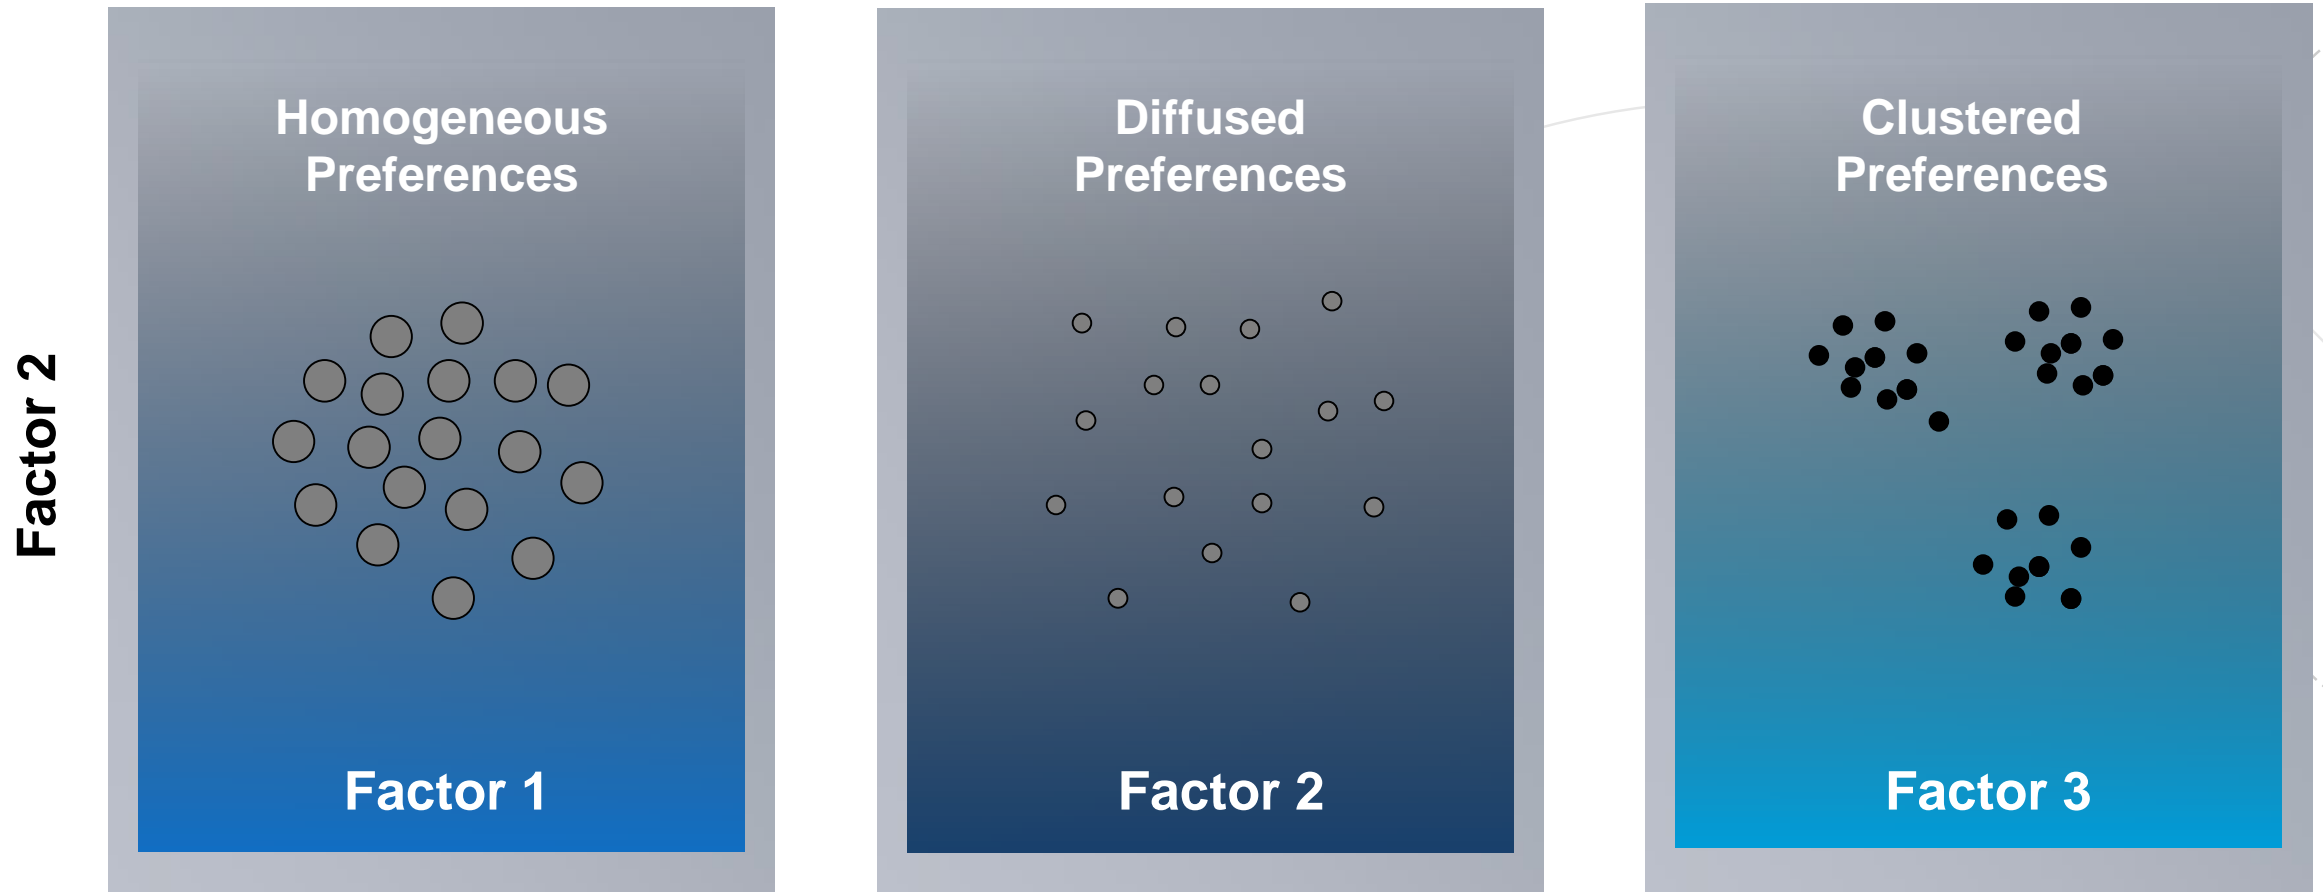 Factor 2
Homogeneous
Preferences
Factor 1
Diffused
Preferences
Factor 2
Clustered
Preferences
Factor 3